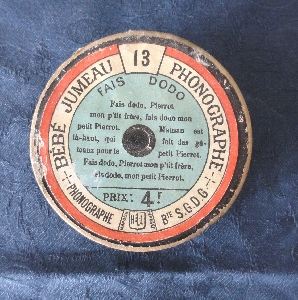 BÉBÉ JUMEAU 13 PHONOGRAPHE
FAIS DODO
Fais dodo, Pierrot
mon p'tit frère, fais dodo mon
petit Pierrot. Maman est
là-haut, qui fait des gâ-
teaux pour le petit Pierrot.
Fais dodo, Pierrot mon p'tit frère,
fais dodo, mon petit Pierrot.
PRIX: 4f
PHONOGRAPHE Bte S.G.D.G